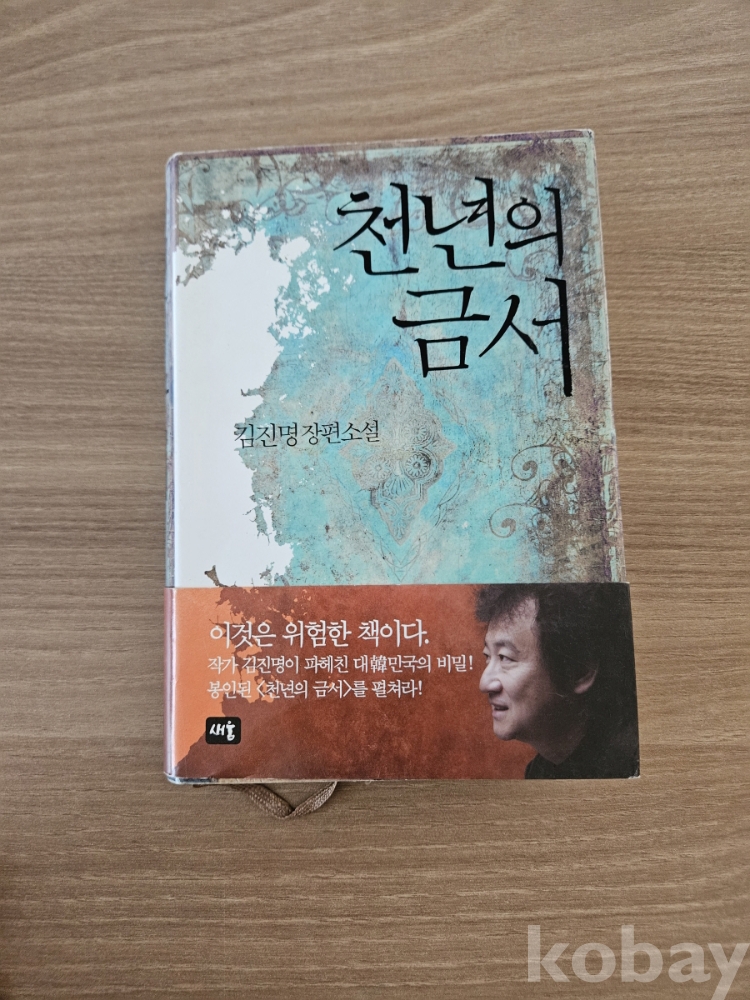 천년의
금서
김진명 장편소설
이것은 위험한 책이다.
작가 김진명이 파헤친 대韓민국의 비밀!
봉인된 <천년의 금서>를 펼쳐라!
새움
kobay